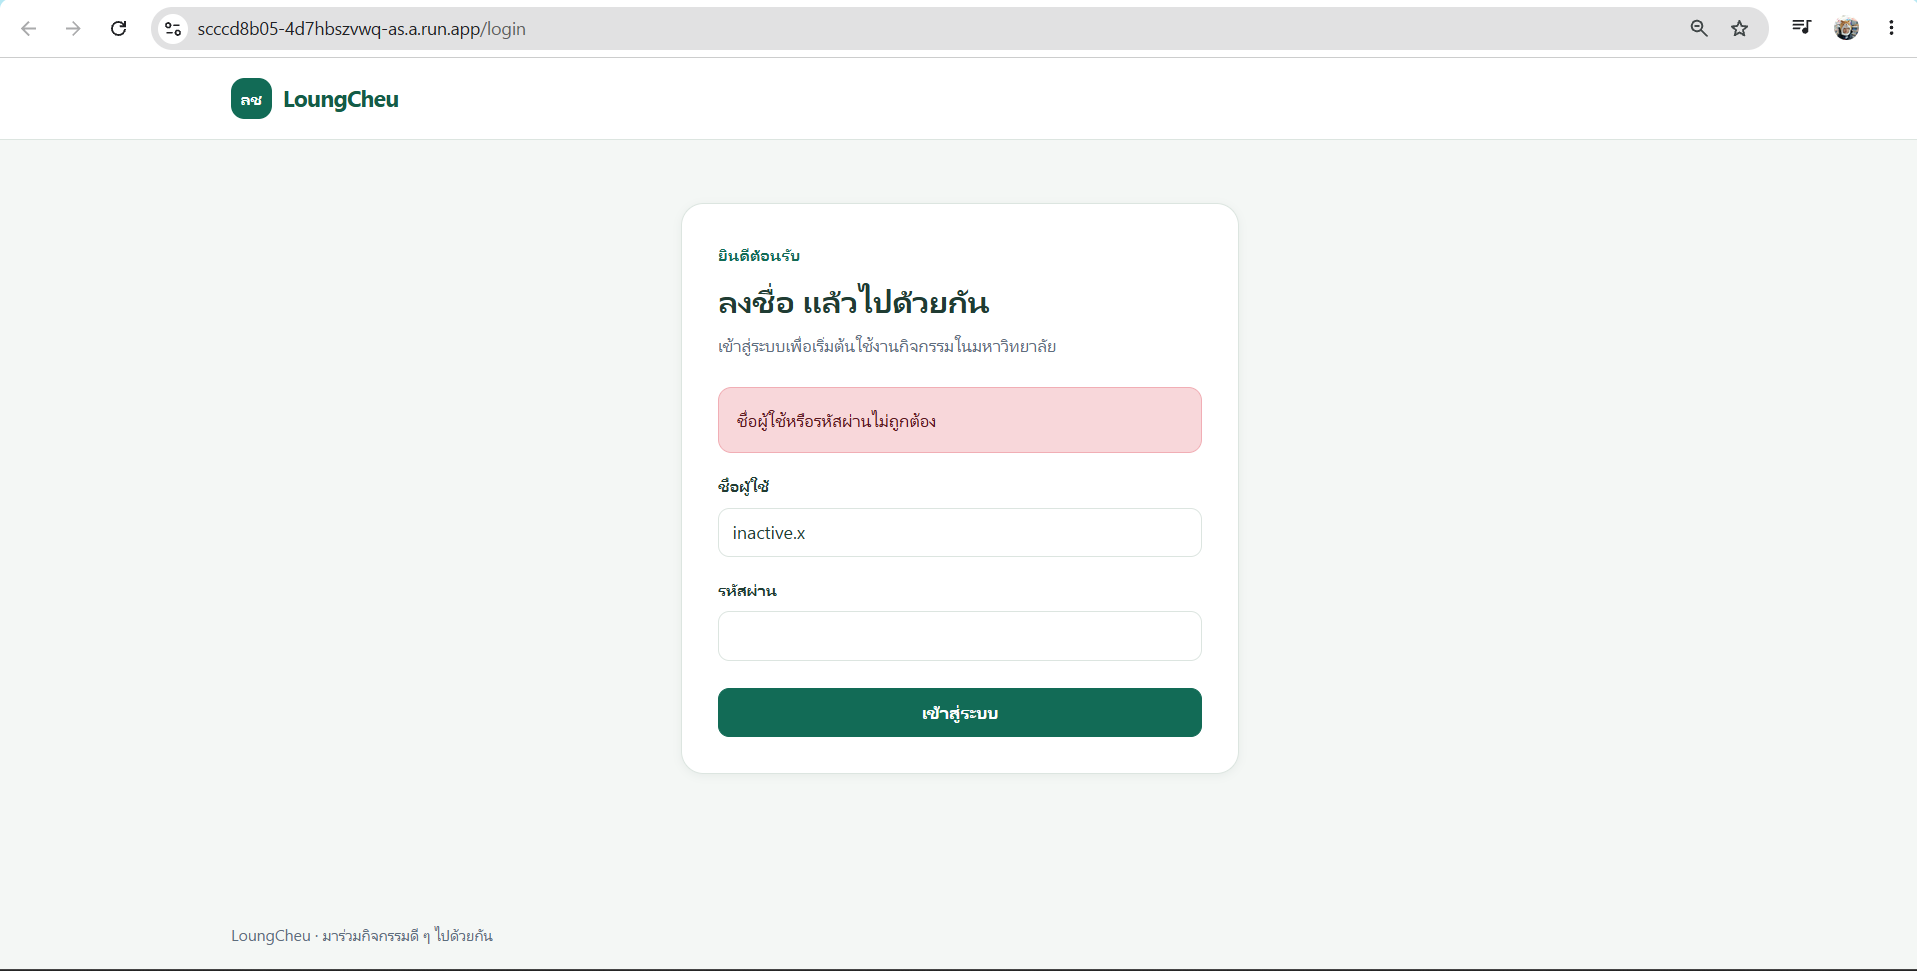 scccd8b05-4d7hbszvwq-as.a.run.app/login
ลช LoungCheu
ยินดีต้อนรับ
ลงชื่อ แล้วไปด้วยกัน
เข้าสู่ระบบเพื่อเริ่มต้นใช้งานกิจกรรมในมหาวิทยาลัย
ชื่อผู้ใช้หรือรหัสผ่านไม่ถูกต้อง
ชื่อผู้ใช้
inactive.x
รหัสผ่าน
เข้าสู่ระบบ
LoungCheu · มาร่วมกิจกรรมดี ๆ ไปด้วยกัน